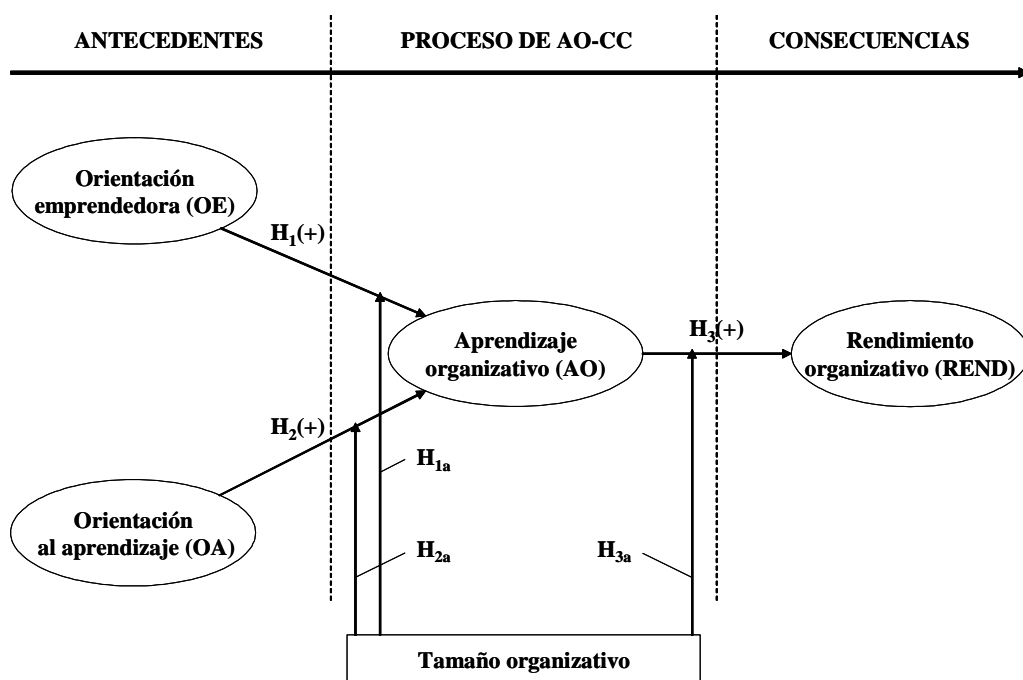 ANTECEDENTES
PROCESO DE AO-CC
CONSECUENCIAS
Orientación
emprendedora (OE)
H1(+)
Aprendizaje
organizativo (AO)
H3(+)
Rendimiento
organizativo (REND)
H2(+)
H1a
Orientación
al aprendizaje (OA)
H2a
H3a
Tamaño organizativo